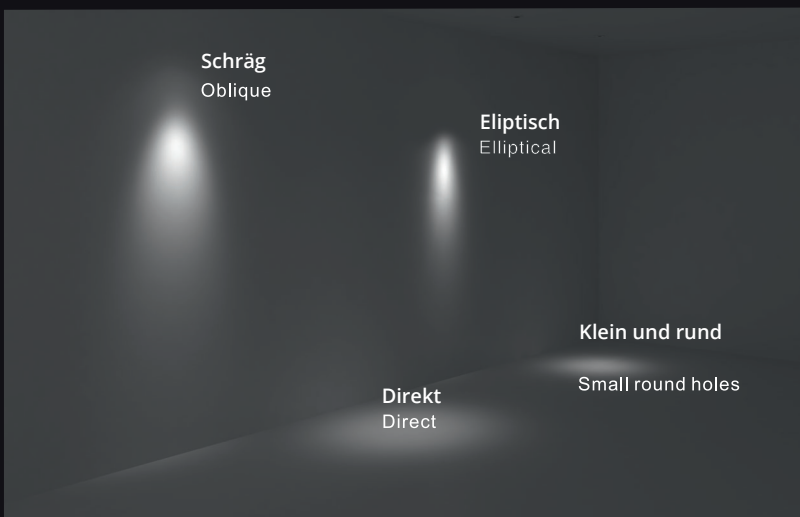 Schräg
Oblique
Eliptisch
Elliptical
Klein und rund
Small round holes
Direkt
Direct